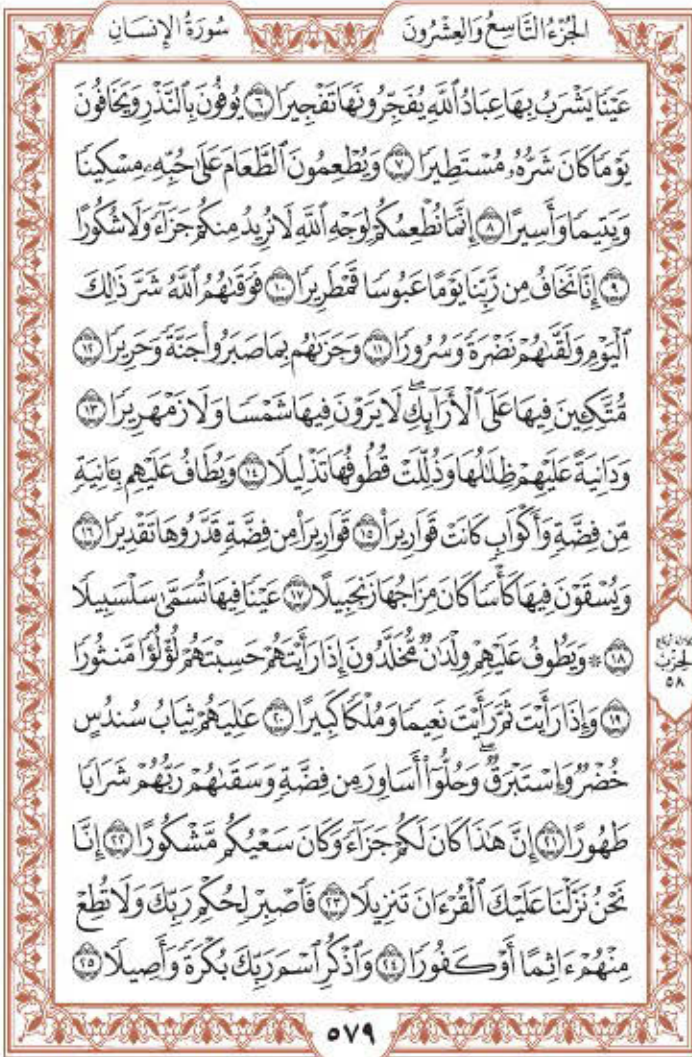 الجُزْءُ التَّاسِعُ وَالعِشْرُونَ
سُورَةُ الإِنسَانِ
عَيْنًا يَشْرَبُ بِهَا عِبَادُ ٱللَّهِ يُفَجِّرُونَهَا تَفْجِيرًا ٦ يُوفُونَ بِٱلنَّذْرِ وَيَخَافُونَ
يَوْمًا كَانَ شَرُّهُۥ مُسْتَطِيرًا ٧ وَيُطْعِمُونَ ٱلطَّعَامَ عَلَىٰ حُبِّهِۦ مِسْكِينًا
وَيَتِيمًا وَأَسِيرًا ٨ إِنَّمَا نُطْعِمُكُمْ لِوَجْهِ ٱللَّهِ لَا نُرِيدُ مِنكُمْ جَزَآءً وَلَا شُكُورًا
٩ إِنَّا نَخَافُ مِن رَّبِّنَا يَوْمًا عَبُوسًا قَمْطَرِيرًا ١٠ فَوَقَىٰهُمُ ٱللَّهُ شَرَّ ذَٰلِكَ
ٱلْيَوْمِ وَلَقَّىٰهُمْ نَضْرَةً وَسُرُورًا ١١ وَجَزَىٰهُم بِمَا صَبَرُوا۟ جَنَّةً وَحَرِيرًا ١٢
مُّتَّكِـِٔينَ فِيهَا عَلَى ٱلْأَرَآئِكِ ۖ لَا يَرَوْنَ فِيهَا شَمْسًا وَلَا زَمْهَرِيرًا ١٣
وَدَانِيَةً عَلَيْهِمْ ظِلَٰلُهَا وَذُلِّلَتْ قُطُوفُهَا تَذْلِيلًا ١٤ وَيُطَافُ عَلَيْهِم بِـَٔانِيَةٍ
مِّن فِضَّةٍ وَأَكْوَابٍ كَانَتْ قَوَارِيرَا۠ ١٥ قَوَارِيرَا۟ مِن فِضَّةٍ قَدَّرُوهَا تَقْدِيرًا ١٦
وَيُسْقَوْنَ فِيهَا كَأْسًا كَانَ مِزَاجُهَا زَنجَبِيلًا ١٧ عَيْنًا فِيهَا تُسَمَّىٰ سَلْسَبِيلًا
١٨ ۞ وَيَطُوفُ عَلَيْهِمْ وِلْدَٰنٌ مُّخَلَّدُونَ إِذَا رَأَيْتَهُمْ حَسِبْتَهُمْ لُؤْلُؤًا مَّنثُورًا
١٩ وَإِذَا رَأَيْتَ ثَمَّ رَأَيْتَ نَعِيمًا وَمُلْكًا كَبِيرًا ٢٠ عَٰلِيَهُمْ ثِيَابُ سُندُسٍ
خُضْرٌ وَإِسْتَبْرَقٌ ۖ وَحُلُّوٓا۟ أَسَاوِرَ مِن فِضَّةٍ وَسَقَىٰهُمْ رَبُّهُمْ شَرَابًا
طَهُورًا ٢١ إِنَّ هَٰذَا كَانَ لَكُمْ جَزَآءً وَكَانَ سَعْيُكُم مَّشْكُورًا ٢٢ إِنَّا
نَحْنُ نَزَّلْنَا عَلَيْكَ ٱلْقُرْءَانَ تَنزِيلًا ٢٣ فَٱصْبِرْ لِحُكْمِ رَبِّكَ وَلَا تُطِعْ
مِنْهُمْ ءَاثِمًا أَوْ كَفُورًا ٢٤ وَٱذْكُرِ ٱسْمَ رَبِّكَ بُكْرَةً وَأَصِيلًا ٢٥
الحِزْبُ
٥٨
٥٧٩